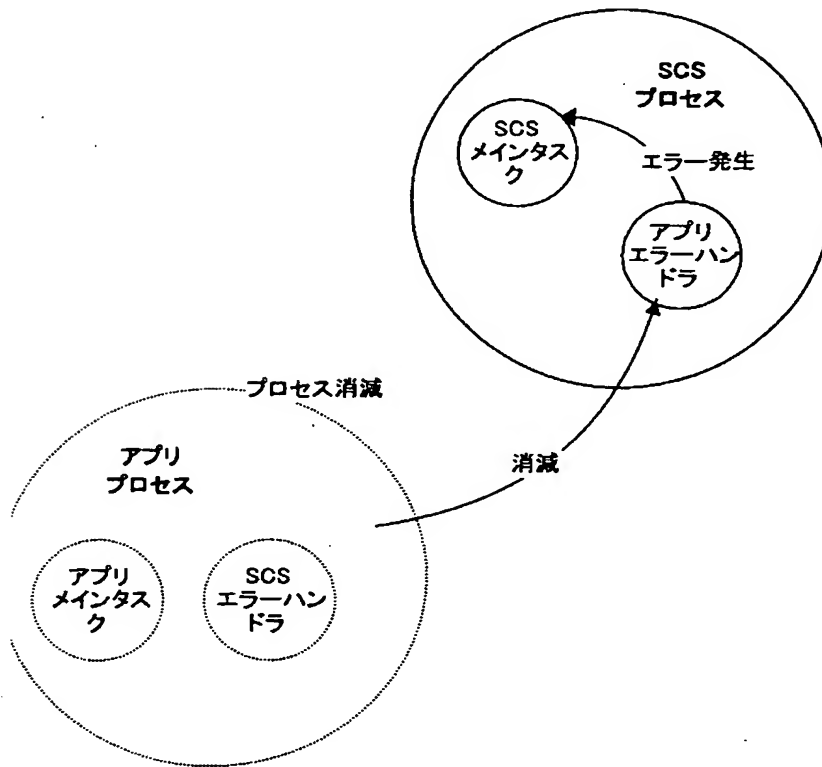 SCS
プロセス
SCS
メインタス
ク
エラー発生
アプリ
エラーハン
ドラ
プロセス消滅
アプリ
プロセス
消滅
アプリ
メインタス
ク
SCS
エラーハン
ドラ